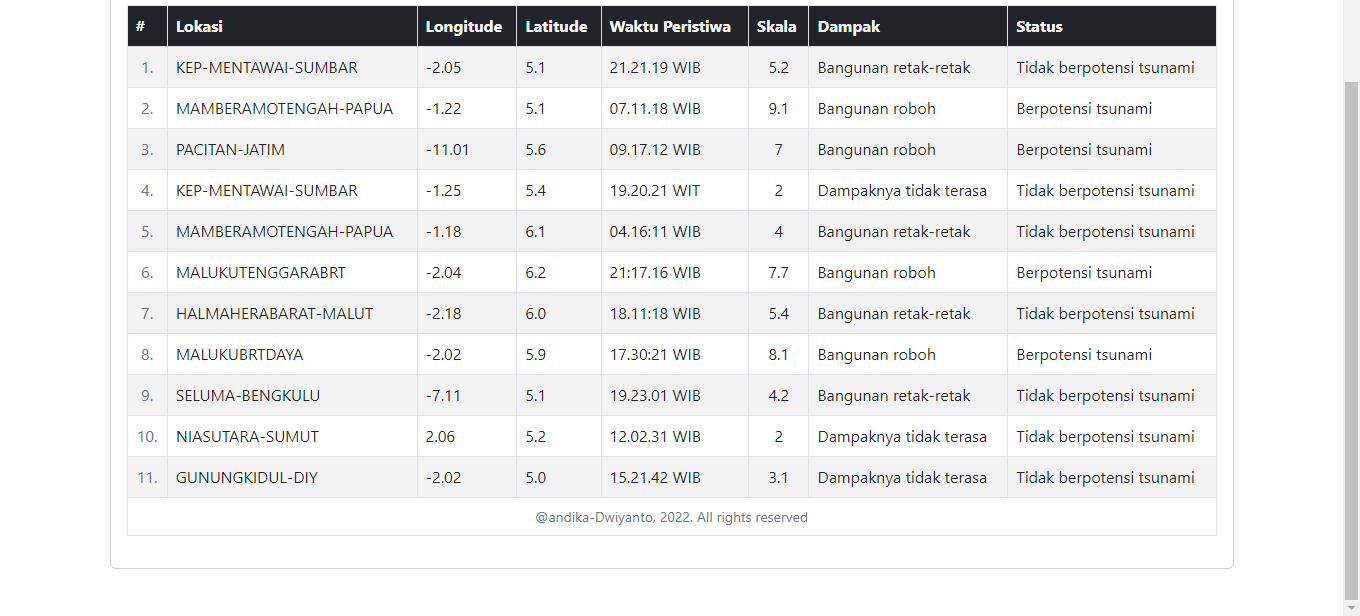 # Lokasi Longitude Latitude Waktu Peristiwa Skala Dampak Status
1. KEP-MENTAWAI-SUMBAR -2.05 5.1 21.21.19 WIB 5.2 Bangunan retak-retak Tidak berpotensi tsunami
2. MAMBERAMOTENGAH-PAPUA -1.22 5.1 07.11.18 WIB 9.1 Bangunan roboh Berpotensi tsunami
3. PACITAN-JATIM -11.01 5.6 09.17.12 WIB 7 Bangunan roboh Berpotensi tsunami
4. KEP-MENTAWAI-SUMBAR -1.25 5.4 19.20.21 WIT 2 Dampaknya tidak terasa Tidak berpotensi tsunami
5. MAMBERAMOTENGAH-PAPUA -1.18 6.1 04.16:11 WIB 4 Bangunan retak-retak Tidak berpotensi tsunami
6. MALUKUTENGGARABRT -2.04 6.2 21:17.16 WIB 7.7 Bangunan roboh Berpotensi tsunami
7. HALMAHERABARAT-MALUT -2.18 6.0 18.11:18 WIB 5.4 Bangunan retak-retak Tidak berpotensi tsunami
8. MALUKUBRTDAYA -2.02 5.9 17.30:21 WIB 8.1 Bangunan roboh Berpotensi tsunami
9. SELUMA-BENGKULU -7.11 5.1 19.23.01 WIB 4.2 Bangunan retak-retak Tidak berpotensi tsunami
10. NIASUTARA-SUMUT 2.06 5.2 12.02.31 WIB 2 Dampaknya tidak terasa Tidak berpotensi tsunami
11. GUNUNGKIDUL-DIY -2.02 5.0 15.21.42 WIB 3.1 Dampaknya tidak terasa Tidak berpotensi tsunami
@andika-Dwiyanto, 2022. All rights reserved